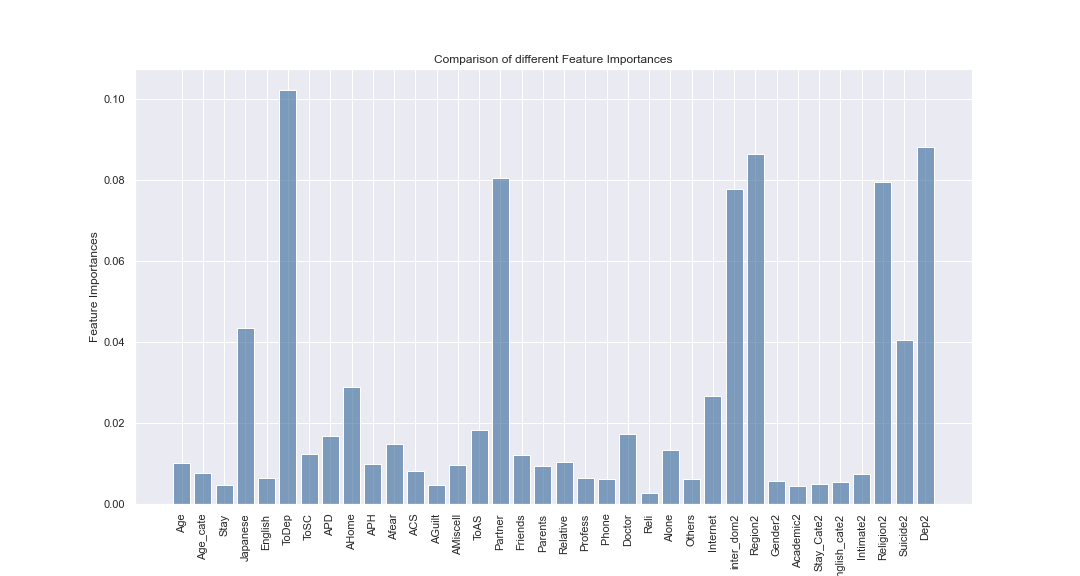 Comparison of different Feature Importances
Feature Importances
0.10
0.08
0.06
0.04
0.02
0.00
Age
Age_cate
Stay
Japanese
English
ToDep
ToSC
APD
AHome
APH
Afear
ACS
AGuilt
AMiscell
ToAS
Partner
Friends
Parents
Relative
Profess
Phone
Doctor
Reli
Alone
Others
Internet
inter_dom2
Region2
Gender2
Academic2
Stay_Cate2
nglish_cate2
Intimate2
Religion2
Suicide2
Dep2